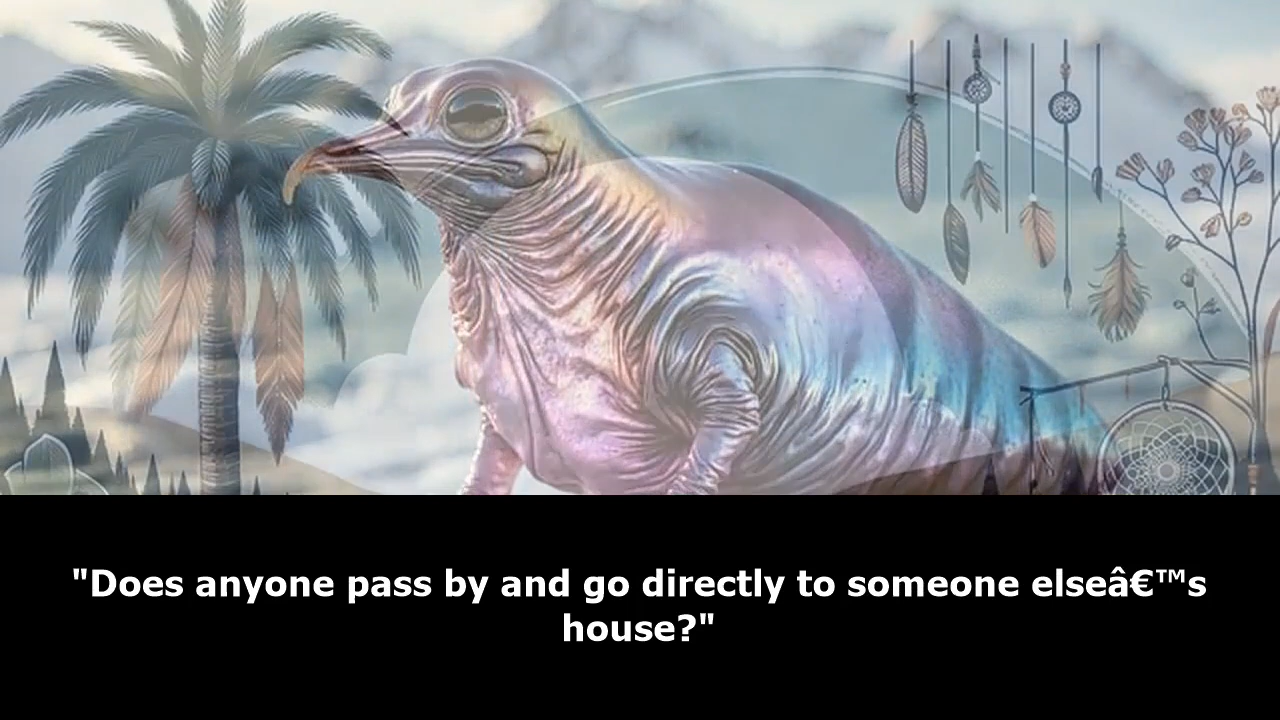 "Does anyone pass by and go directly to someone elseâ€™s
house?"